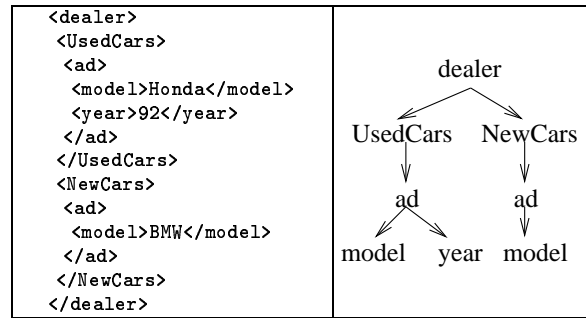 <dealer>
<UsedCars>
<ad>
<model>Honda</model>
<year>92</year>
</ad>
</UsedCars>
<NewCars>
<ad>
<model>BMW</model>
</ad>
</NewCars>
</dealer>
dealer
UsedCars NewCars
ad ad
model year model